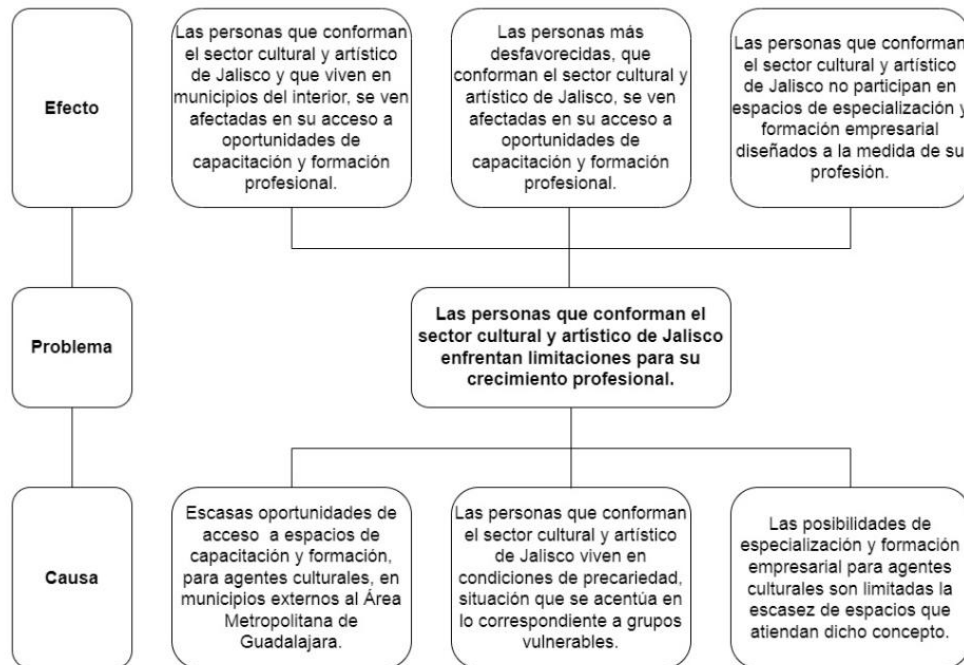 Efecto
Las personas que conforman
el sector cultural y artístico
de Jalisco y que viven en
municipios del interior, se ven
afectadas en su acceso a
oportunidades de
capacitación y formación
profesional.
Las personas más
desfavorecidas, que
conforman el sector cultural y
artístico de Jalisco, se ven
afectadas en su acceso a
oportunidades de
capacitación y formación
profesional.
Las personas que conforman
el sector cultural y artístico
de Jalisco no participan en
espacios de especialización y
formación empresarial
diseñados a la medida de su
profesión.
Problema
Las personas que conforman el
sector cultural y artístico de Jalisco
enfrentan limitaciones para su
crecimiento profesional.
Causa
Escasas oportunidades de
acceso a espacios de
capacitación y formación,
para agentes culturales, en
municipios externos al Área
Metropolitana de
Guadalajara.
Las personas que conforman
el sector cultural y artístico
de Jalisco viven en
condiciones de precariedad,
situación que se acentúa en
lo correspondiente a grupos
vulnerables.
Las posibilidades de
especialización y formación
empresarial para agentes
culturales son limitadas la
escasez de espacios que
atiendan dicho concepto.